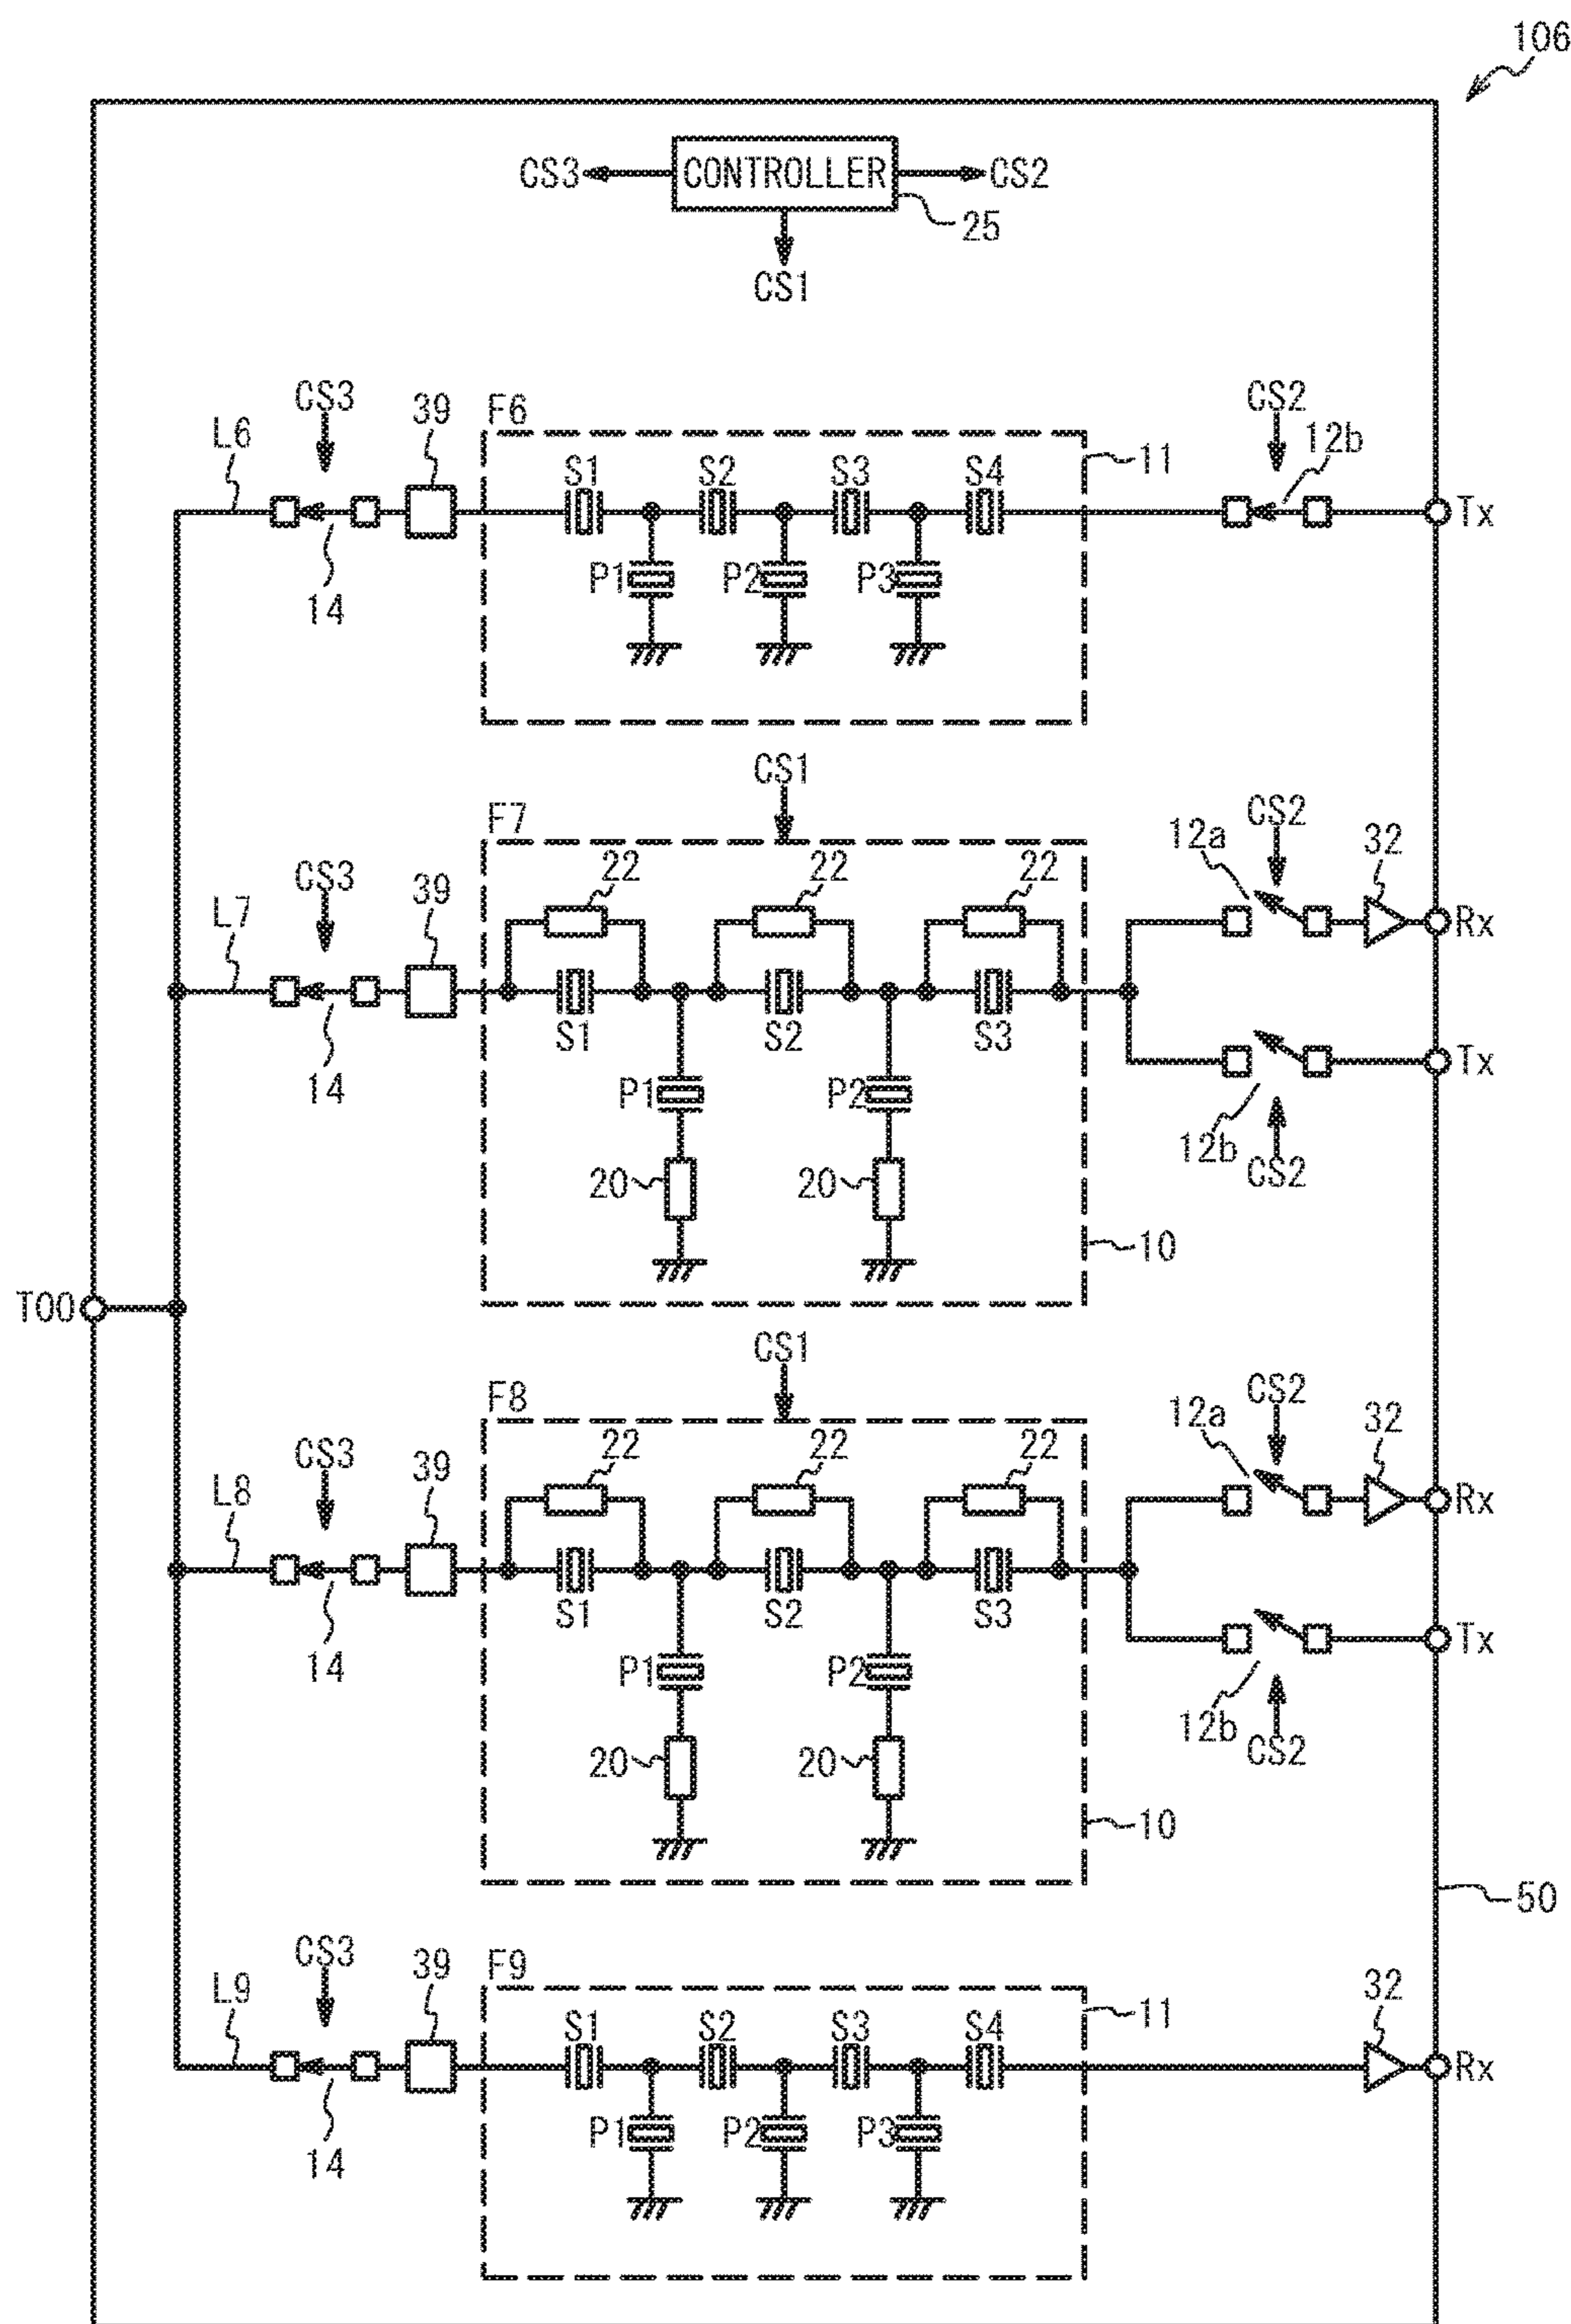 106
CS3 CONTROLLER CS2
25
CS1
L6 CS3 39 F6 CS2 12b
S1 S2 S3 S4 11
Tx
P1 P2 P3
14
CS1
L7 CS3 39 F7 22 22 22 12a CS2 32
Rx
S1 S2 S3
Tx
14 P1 P2 12b CS2
20 20
10
T00
CS1
L8 CS3 39 F8 22 22 22 12a CS2 32
Rx
S1 S2 S3
Tx
14 P1 P2 12b CS2
20 20
10
50
L9 CS3 39 F9 32
S1 S2 S3 S4 11
Rx
P1 P2 P3
14